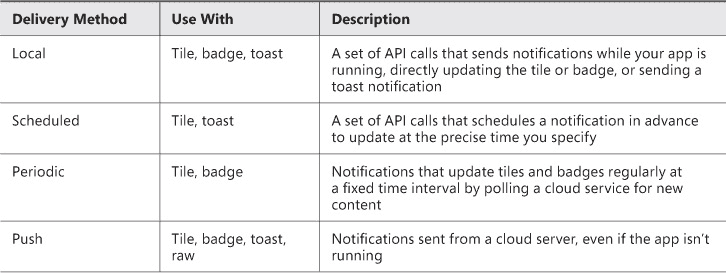 Delivery Method Use With Description
Local Tile, badge, toast A set of API calls that sends notifications while your app is
running, directly updating the tile or badge, or sending a
toast notification
Scheduled Tile, toast A set of API calls that schedules a notification in advance
to update at the precise time you specify
Periodic Tile, badge Notifications that update tiles and badges regularly at
a fixed time interval by polling a cloud service for new
content
Push Tile, badge, toast, Notifications sent from a cloud server, even if the app isn’t
raw running